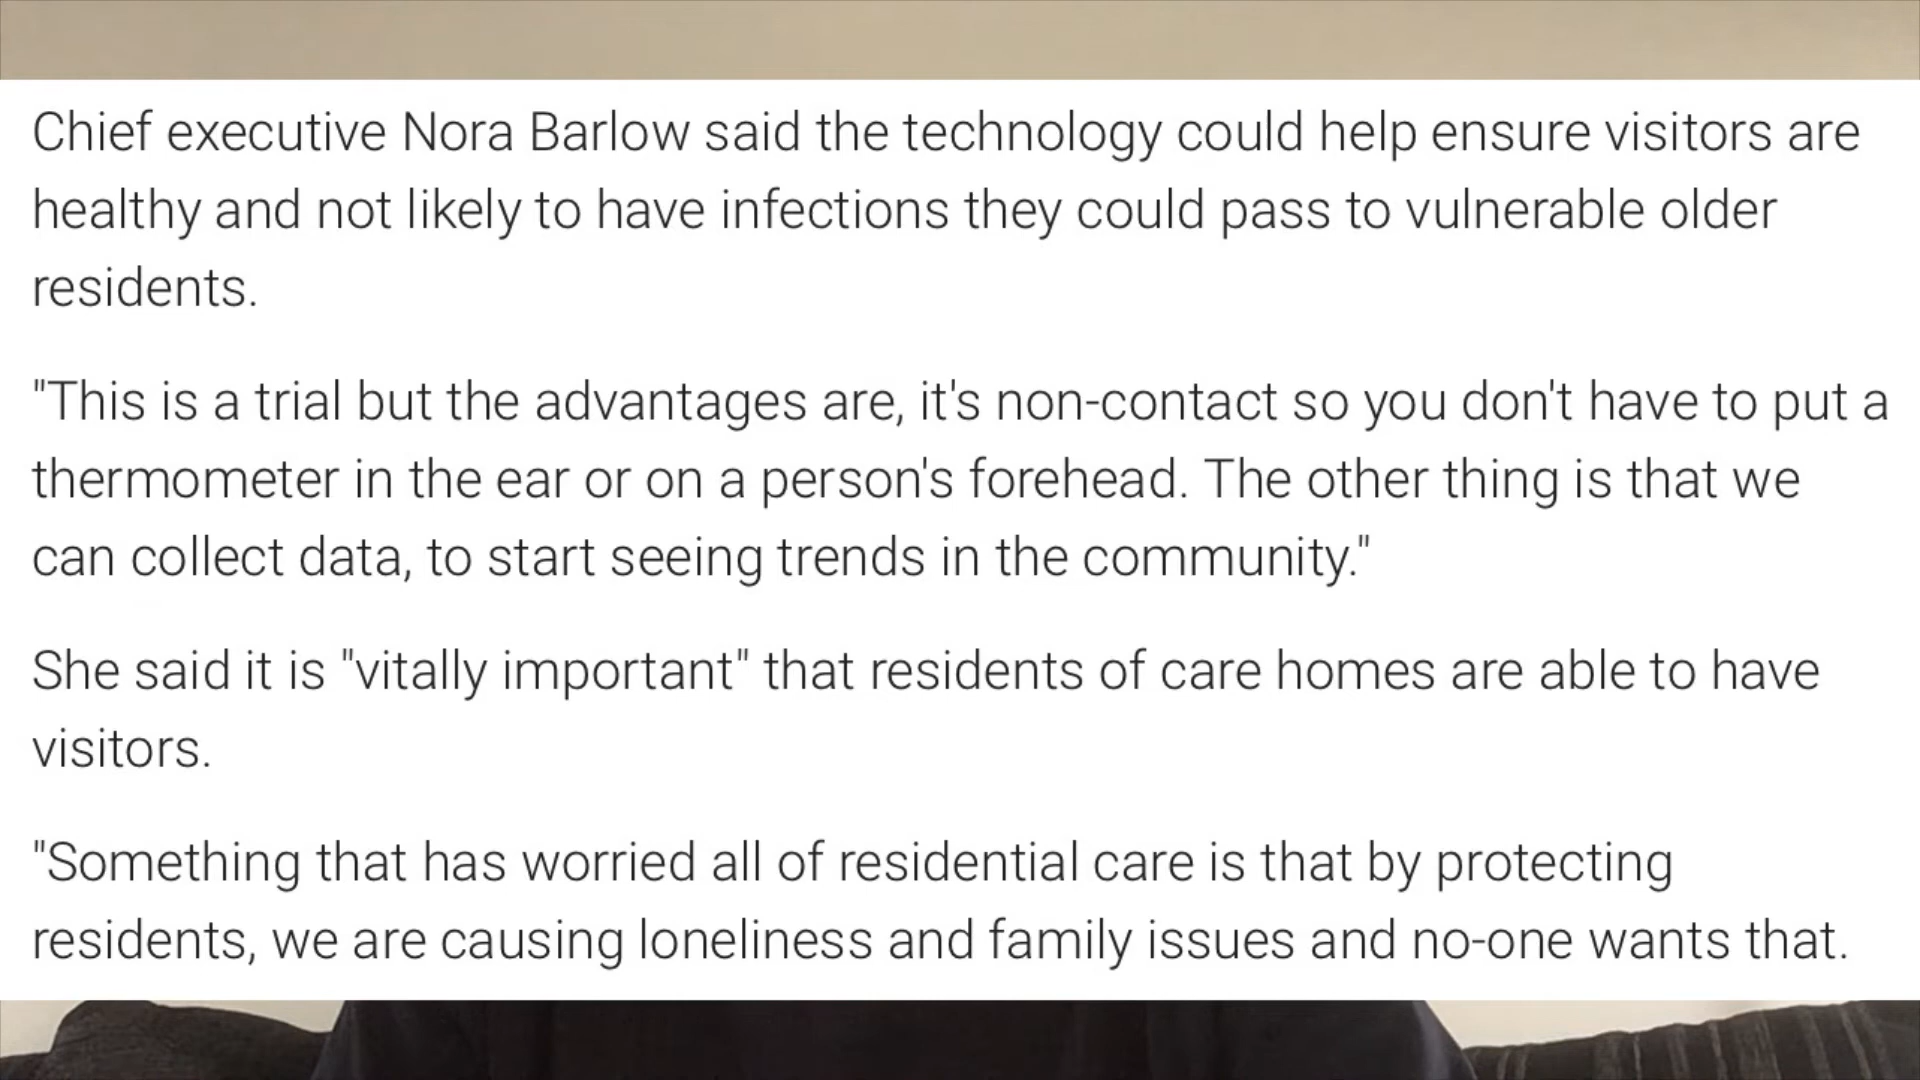 Chief executive Nora Barlow said the technology could help ensure visitors are
healthy and not likely to have infections they could pass to vulnerable older
residents.
"This is a trial but the advantages are, it's non-contact so you don't have to put a
thermometer in the ear or on a person's forehead. The other thing is that we
can collect data, to start seeing trends in the community."
She said it is "vitally important" that residents of care homes are able to have
visitors.
"Something that has worried all of residential care is that by protecting
residents, we are causing loneliness and family issues and no-one wants that.